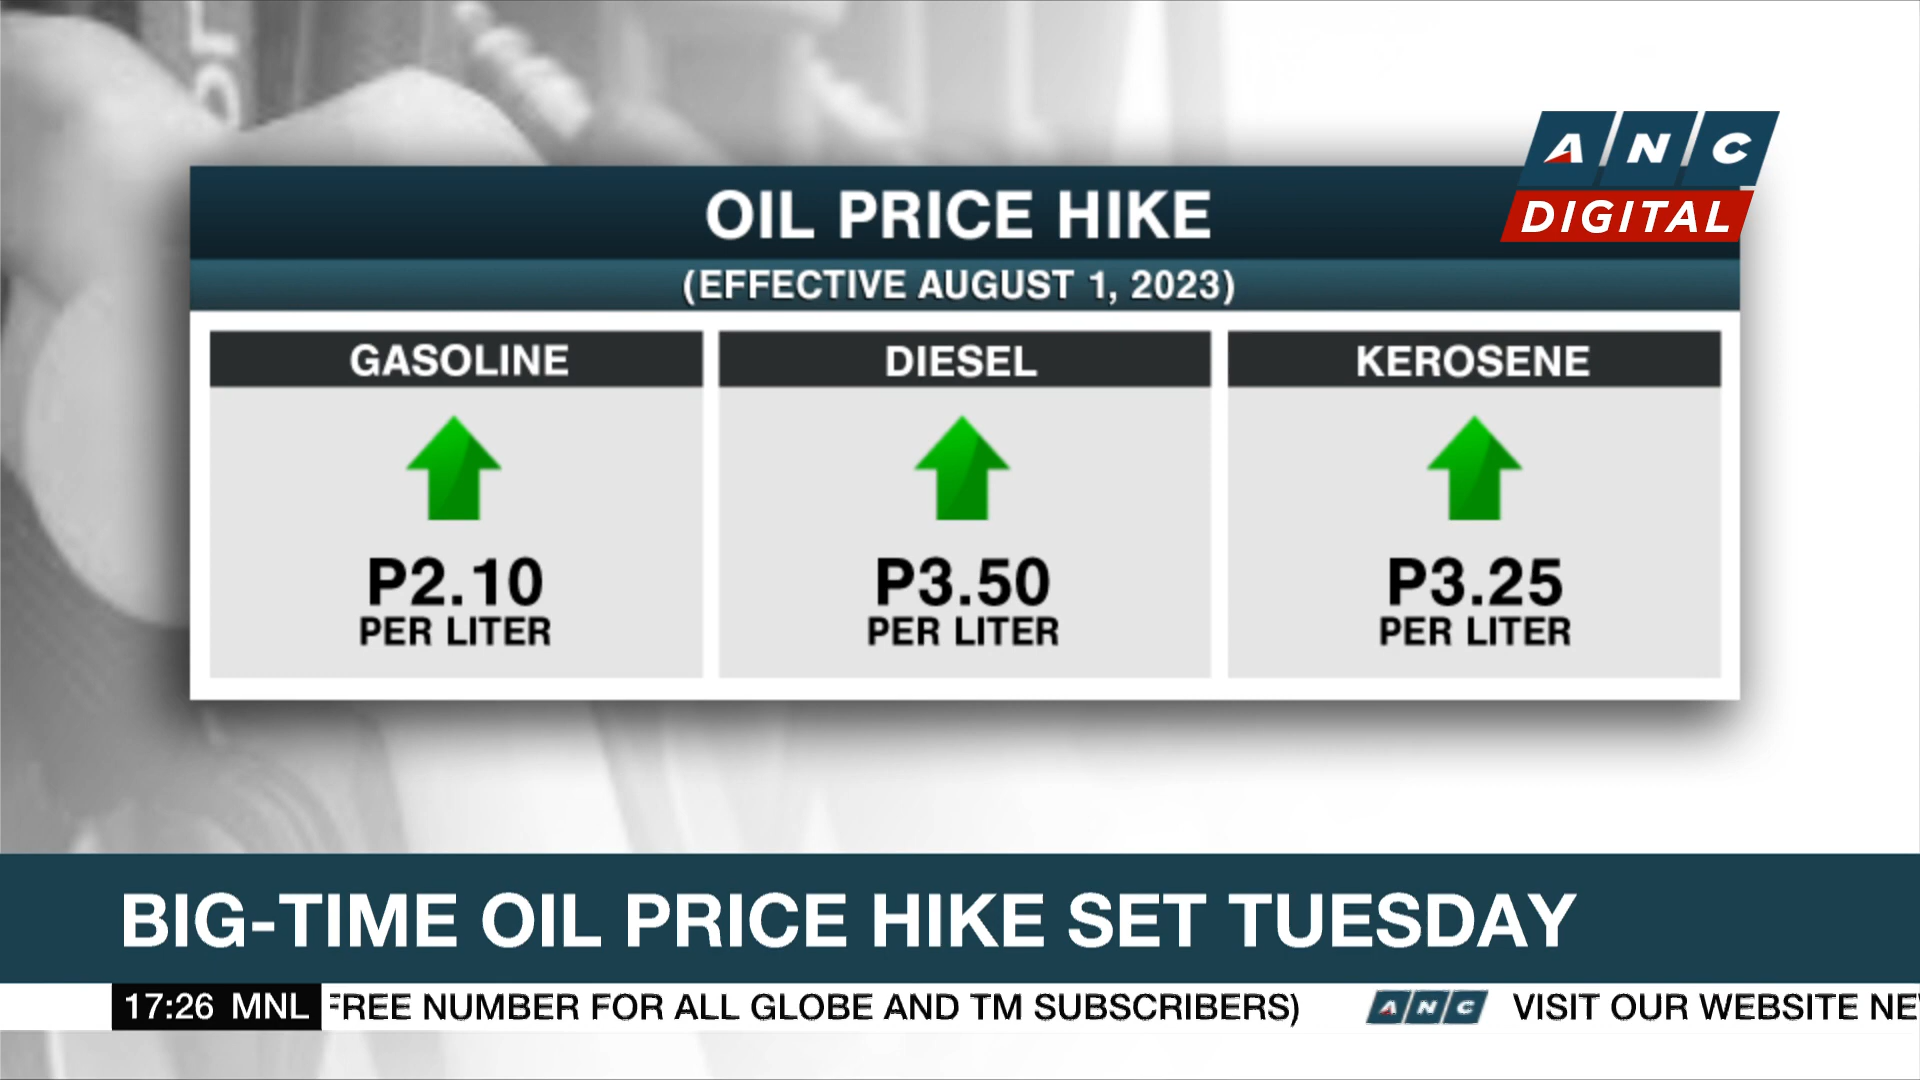 ANC
DIGITAL
OIL PRICE HIKE
(EFFECTIVE AUGUST 1, 2023)
GASOLINE
P2.10
PER LITER
DIESEL
P3.50
PER LITER
KEROSENE
P3.25
PER LITER
BIG-TIME OIL PRICE HIKE SET TUESDAY
17:26 MNL FREE NUMBER FOR ALL GLOBE AND TM SUBSCRIBERS) ANC VISIT OUR WEBSITE